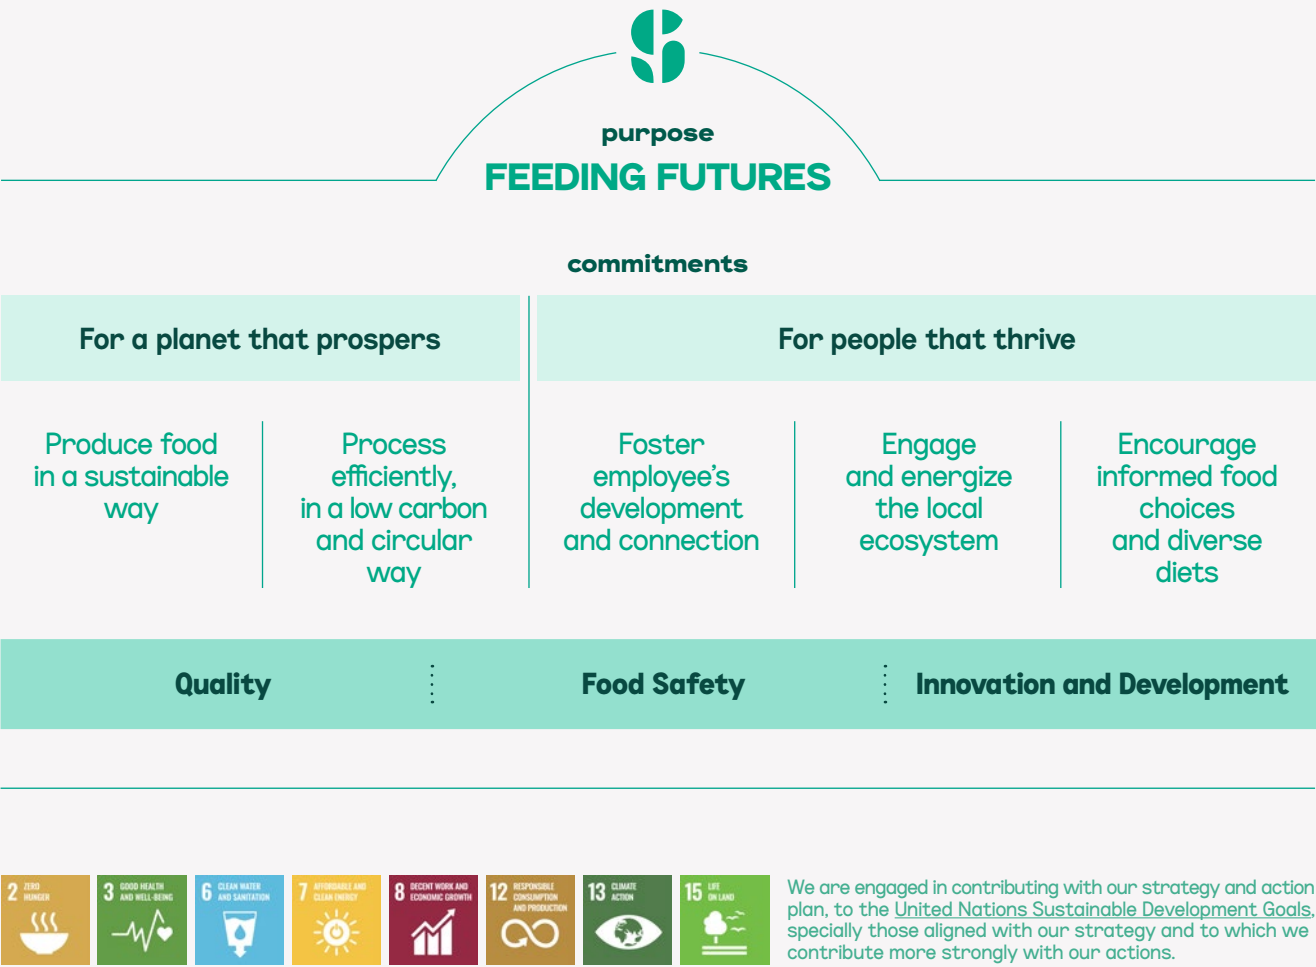 purpose
FEEDING FUTURES
commitments
For a planet that prospers
For people that thrive
Produce food
in a sustainable
way
Process
efficiently,
in a low carbon
and circular
way
Foster
employee's
development
and connection
Engage
and energize
the local
ecosystem
Encourage
informed food
choices
and diverse
diets
Quality
Food Safety
Innovation and Development
2 ZERO
HUNGER
3 GOOD HEALTH
AND WELL-BEING
6 CLEAN WATER
AND SANITATION
7 AFFORDABLE AND
CLEAN ENERGY
8 DECENT WORK AND
ECONOMIC GROWTH
12 RESPONSIBLE
CONSUMPTION
AND PRODUCTION
13 CLIMATE
ACTION
15 LIFE
ON LAND
We are engaged in contributing with our strategy and action
plan, to the United Nations Sustainable Development Goals,
specially those aligned with our strategy and to which we
contribute more strongly with our actions.